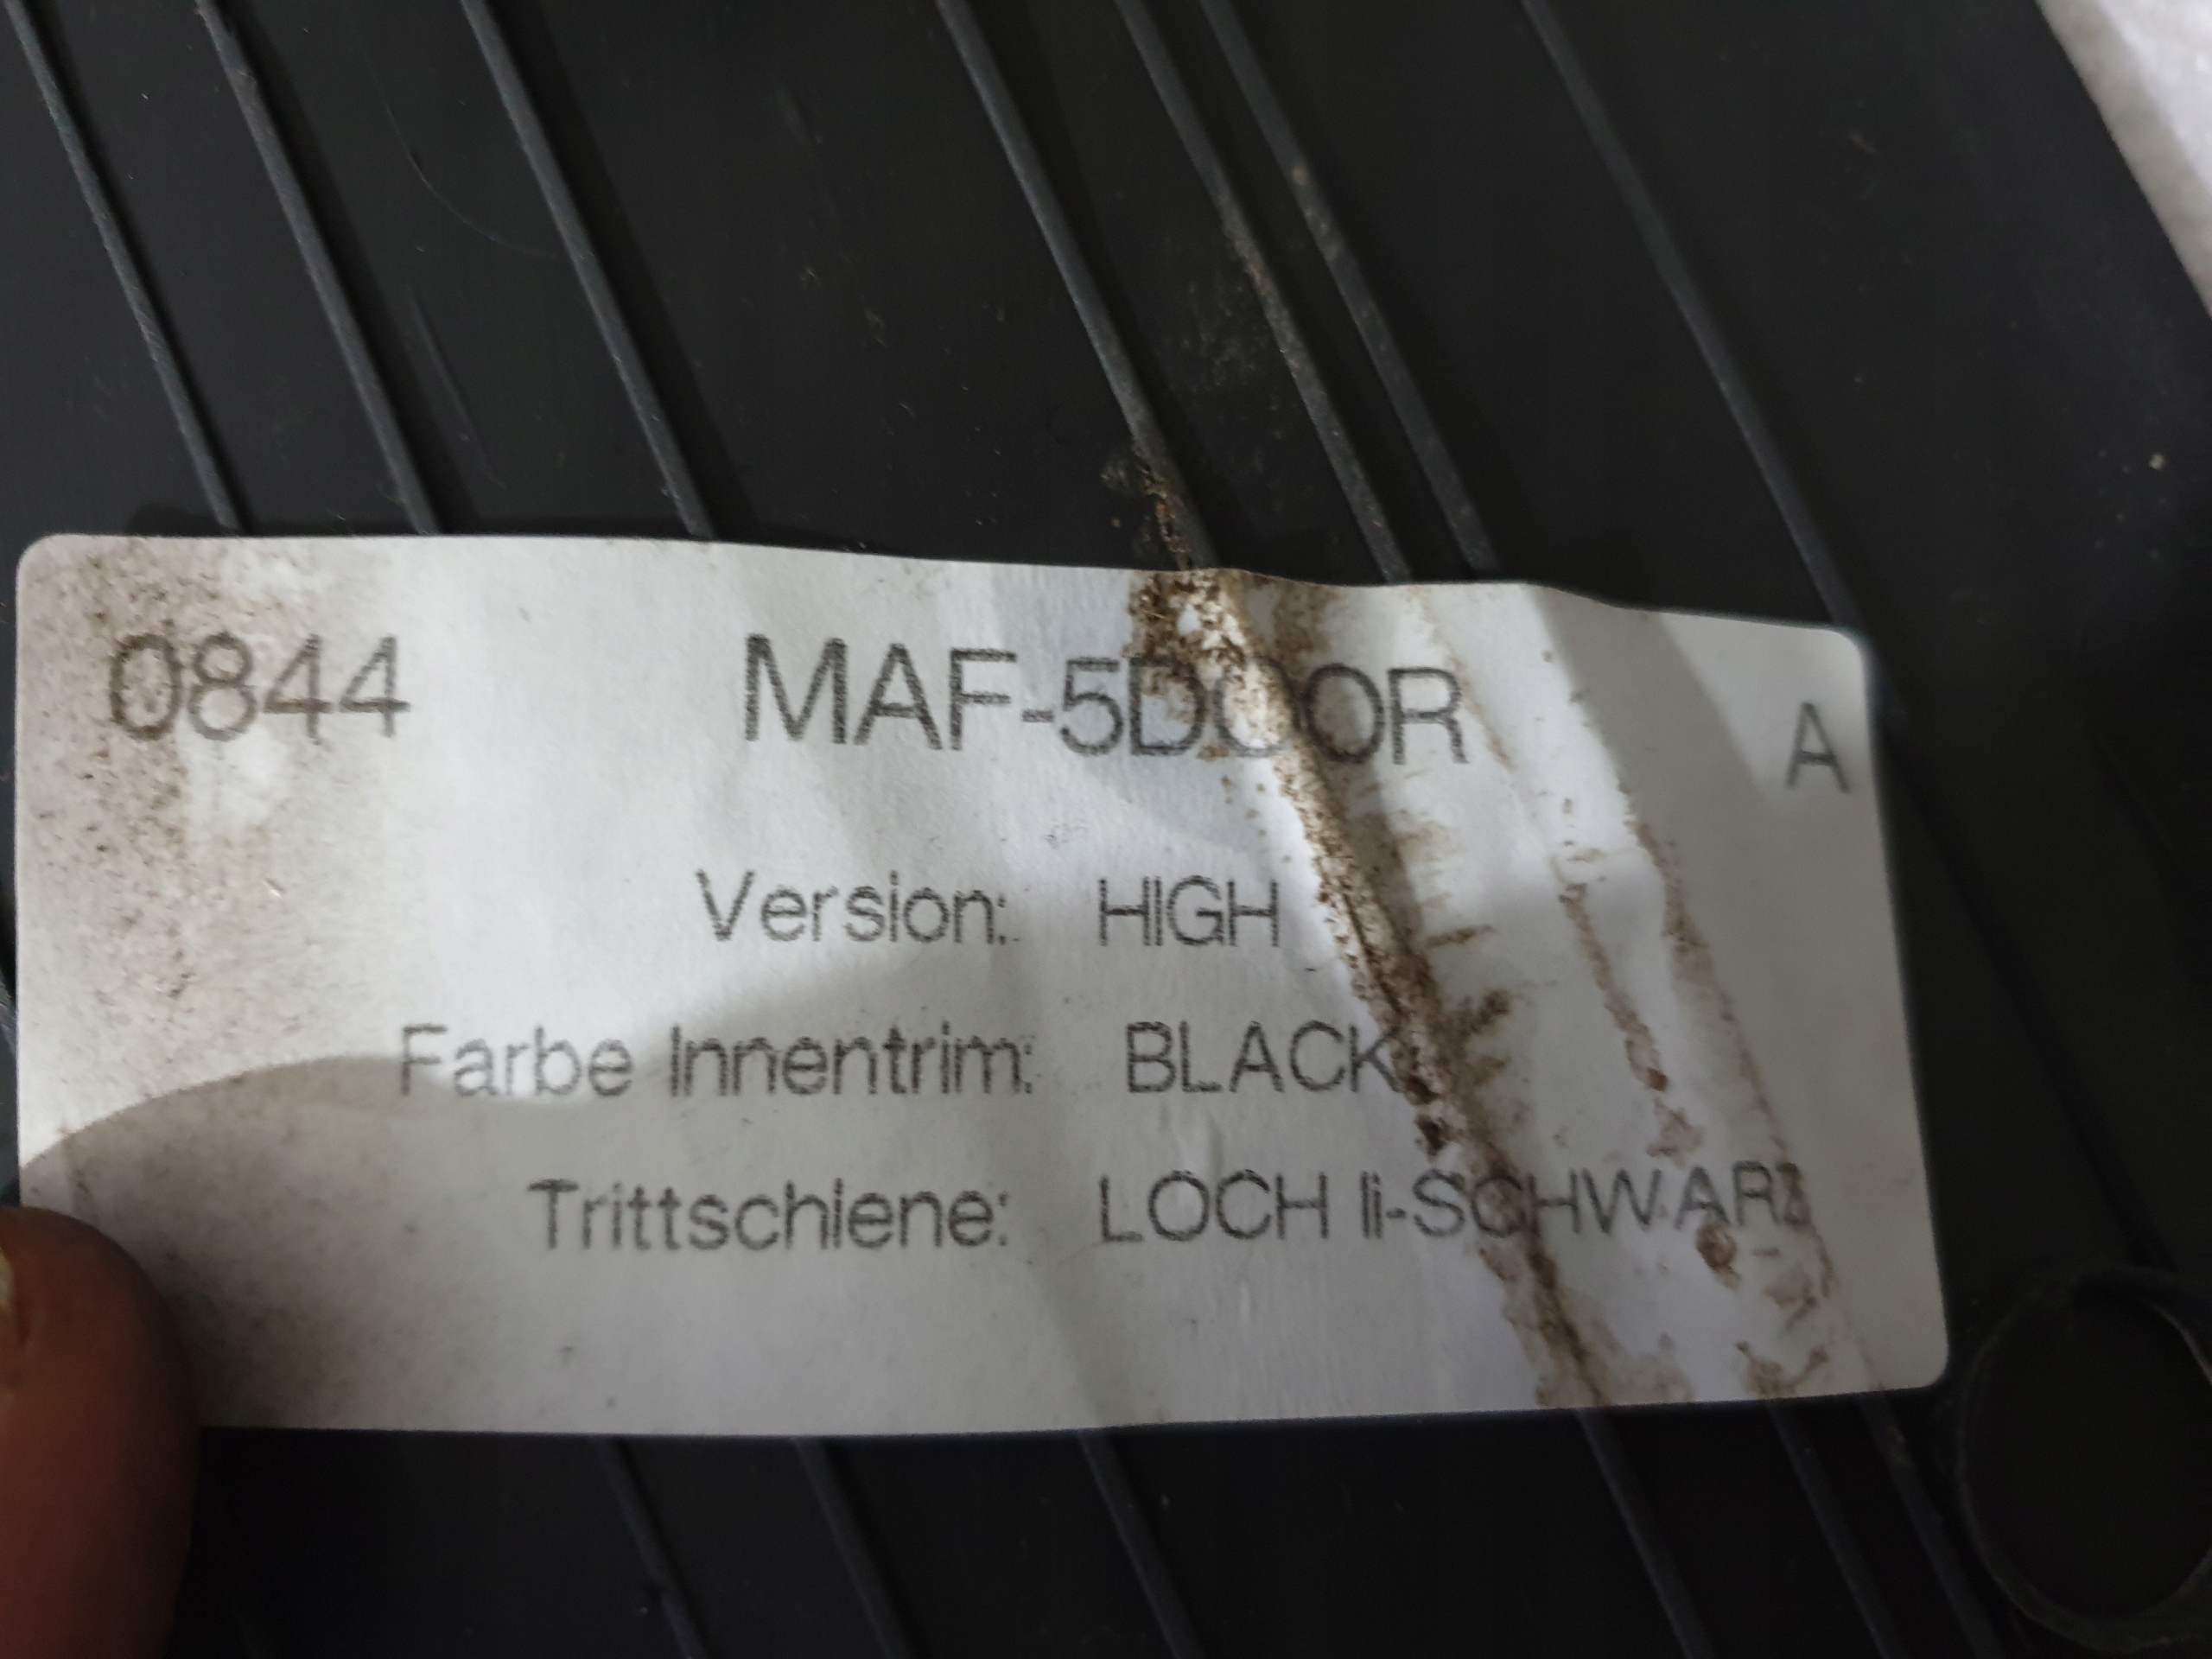 0844 MAF-5DOOR A
Version: HIGH
Farbe Innentrim: BLACK
Trittschiene: LOCH li-SCHWARZ